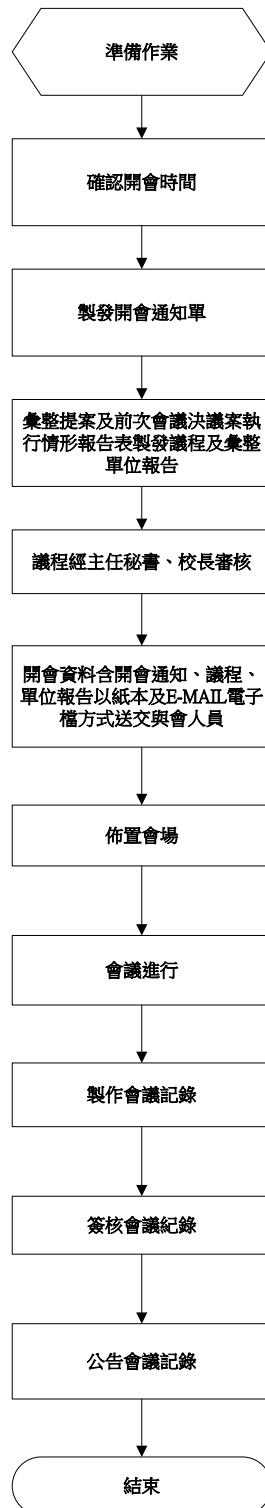 準備作業
確認開會時間
製發開會通知單
彙整提案及前次會議決議案執
行情形報告表製發議程及彙整
單位報告
議程經主任秘書、校長審核
開會資料含開會通知、議程、
單位報告以紙本及E-MAIL電子
檔方式送交與會人員
佈置會場
會議進行
製作會議記錄
簽核會議紀錄
公告會議記錄
結束